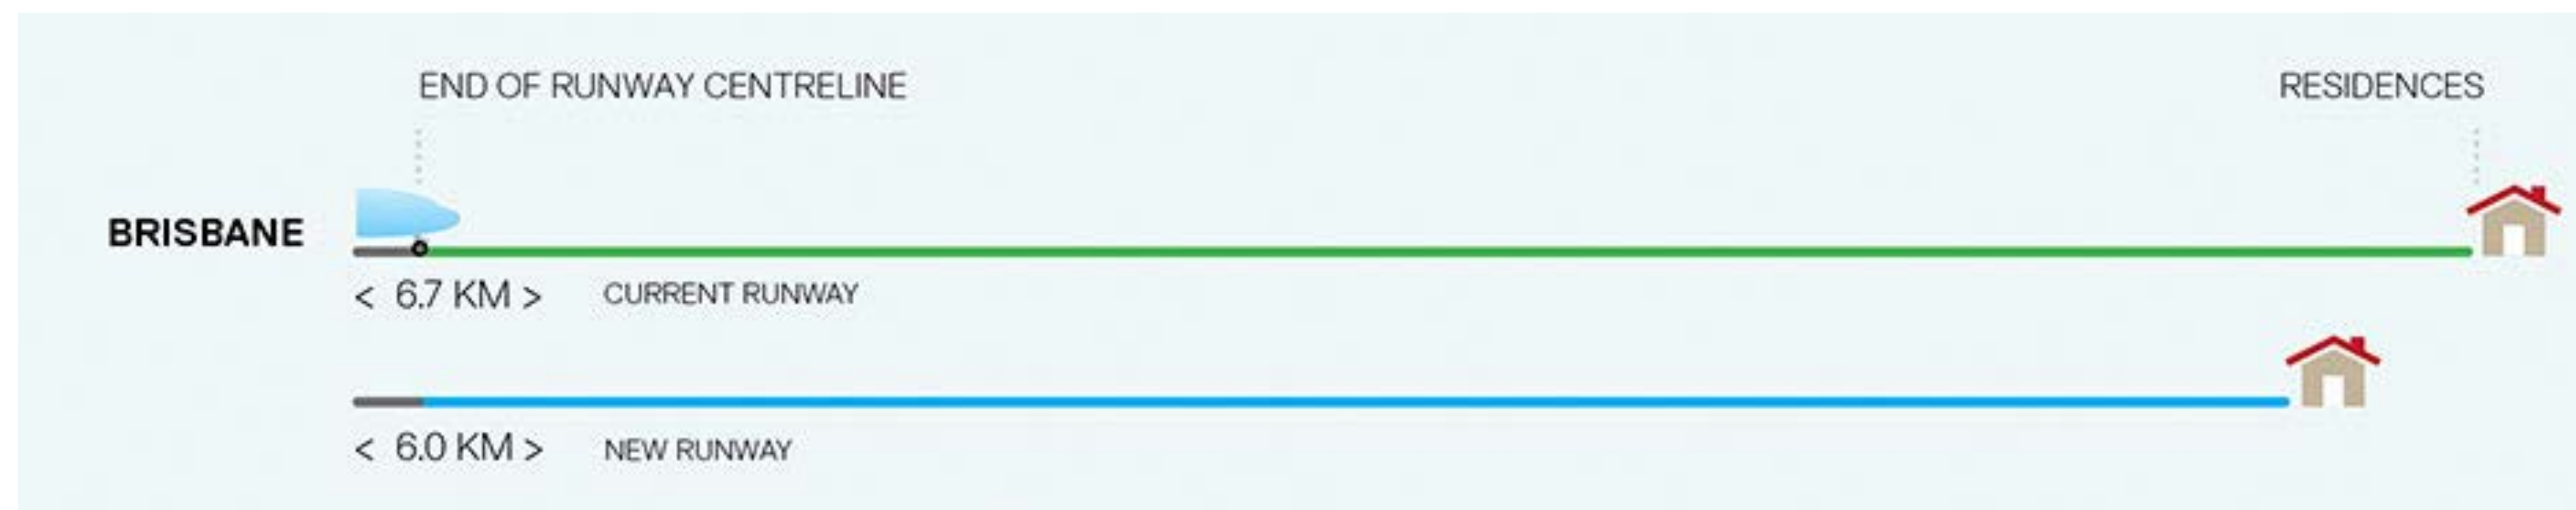 END OF RUNWAY CENTRELINE
RESIDENCES
BRISBANE
< 6.7 KM > CURRENT RUNWAY
< 6.0 KM > NEW RUNWAY